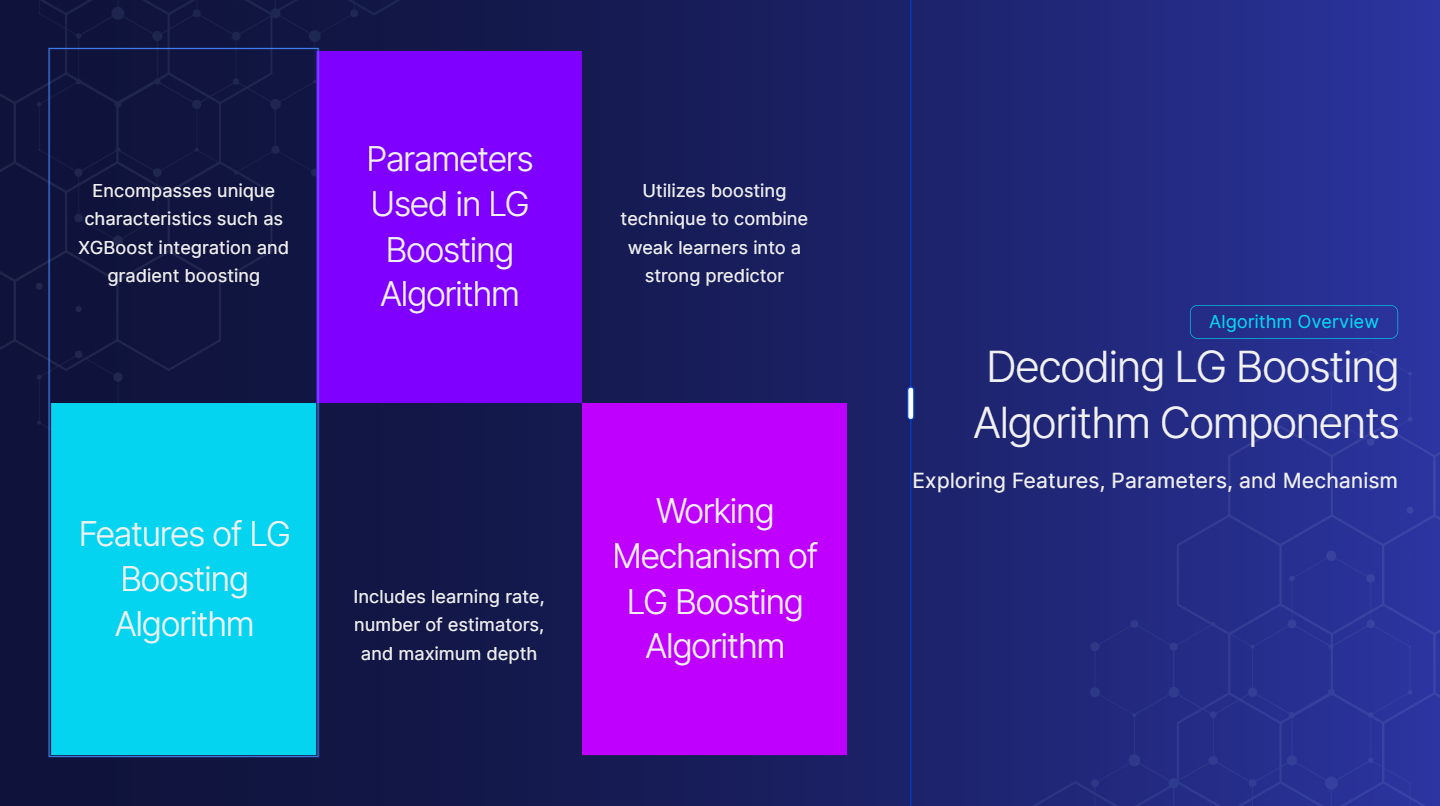 Encompasses unique
characteristics such as
XGBoost integration and
gradient boosting
Features of LG
Boosting
Algorithm
Parameters
Used in LG
Boosting
Algorithm
Includes learning rate,
number of estimators,
and maximum depth
Utilizes boosting
technique to combine
weak learners into a
strong predictor
Working
Mechanism of
LG Boosting
Algorithm
Algorithm Overview
Decoding LG Boosting
Algorithm Components
Exploring Features, Parameters, and Mechanism